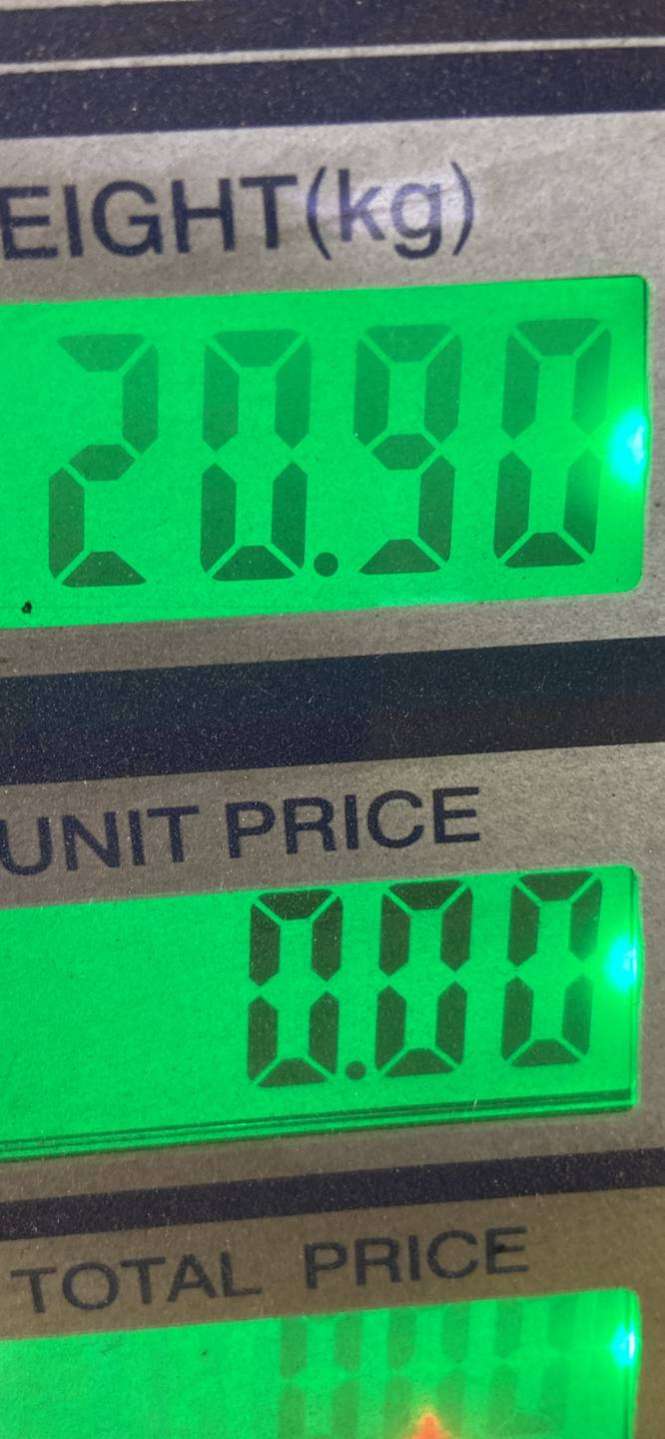 EIGHT(kg)
20.90
UNIT PRICE
0.00
TOTAL PRICE